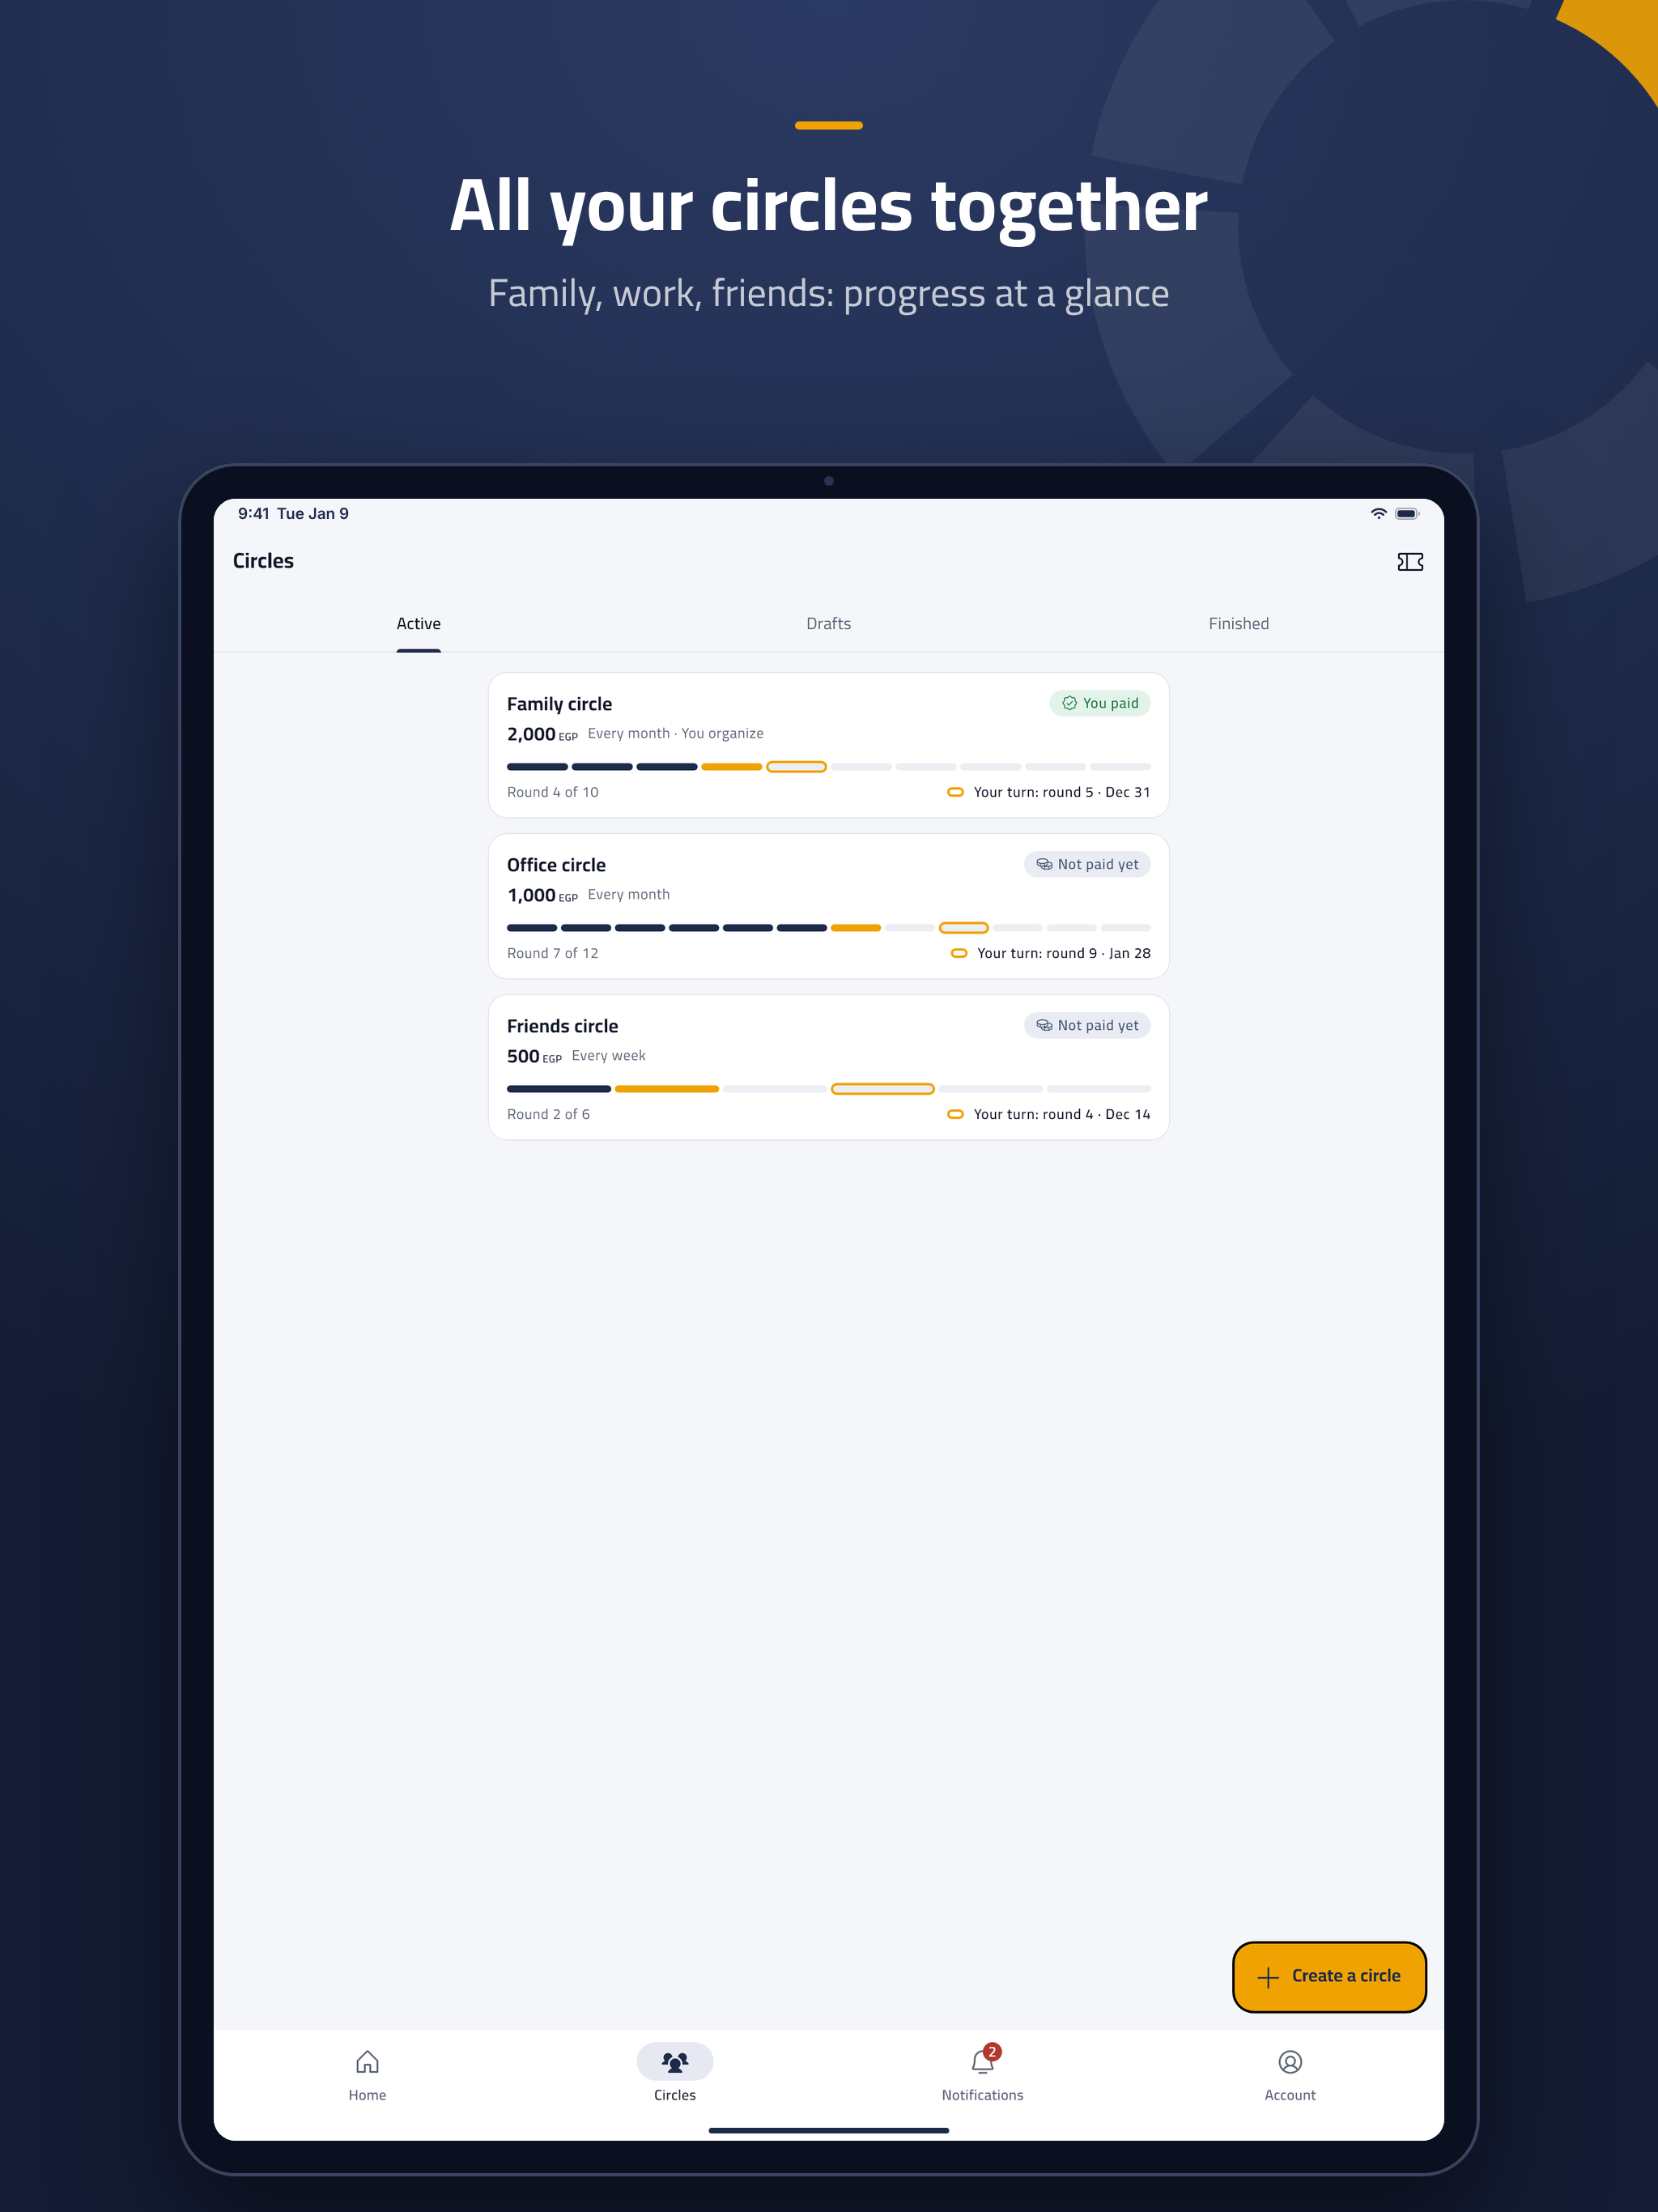 All your circles together
Family, work, friends: progress at a glance
9:41 Tue Jan 9
Circles
Active
Drafts
Finished
Family circle
You paid
2,000 EGP Every month · You organize
Round 4 of 10
Your turn: round 5 · Dec 31
Office circle
Not paid yet
1,000 EGP Every month
Round 7 of 12
Your turn: round 9 · Jan 28
Friends circle
Not paid yet
500 EGP Every week
Round 2 of 6
Your turn: round 4 · Dec 14
Create a circle
2
Home
Circles
Notifications
Account